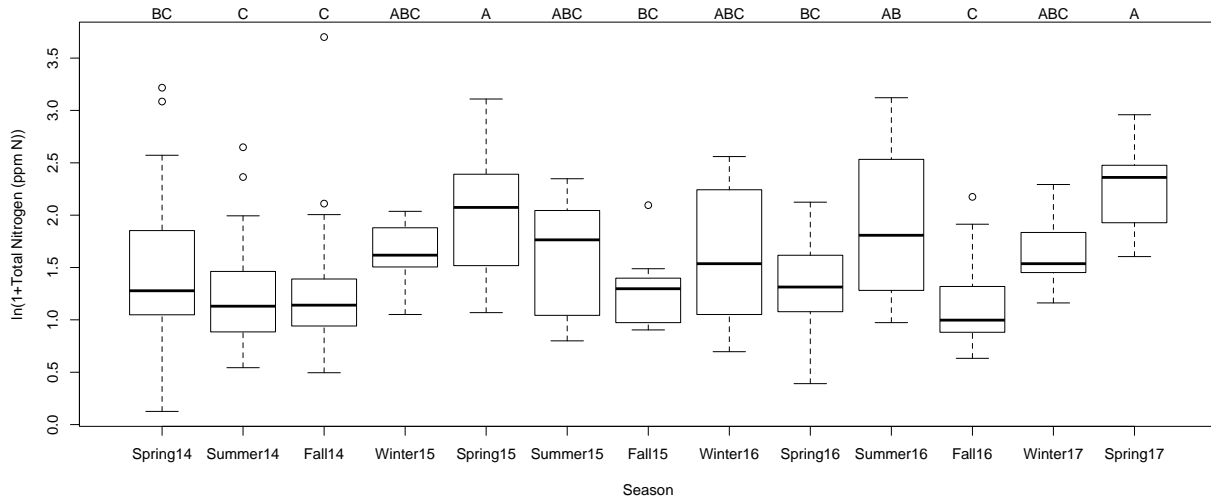 BC C C ABC A ABC BC ABC BC AB C ABC A
3.5
3.0
2.5
2.0
1.5
1.0
0.5
0.0
ln(1+Total Nitrogen (ppm N))
Spring14 Summer14 Fall14 Winter15 Spring15 Summer15 Fall15 Winter16 Spring16 Summer16 Fall16 Winter17 Spring17
Season